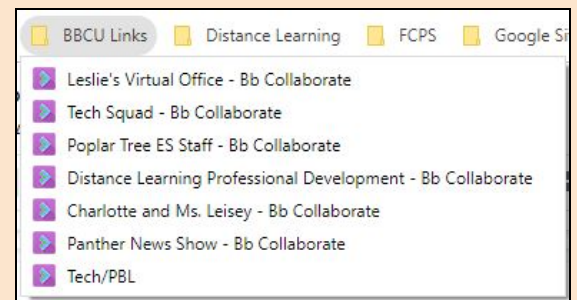 BBCU Links Distance Learning FCPS Google Si
Leslie's Virtual Office - Bb Collaborate
Tech Squad - Bb Collaborate
Poplar Tree ES Staff - Bb Collaborate
Distance Learning Professional Development - Bb Collaborate
Charlotte and Ms. Leisey - Bb Collaborate
Panther News Show - Bb Collaborate
Tech/PBL